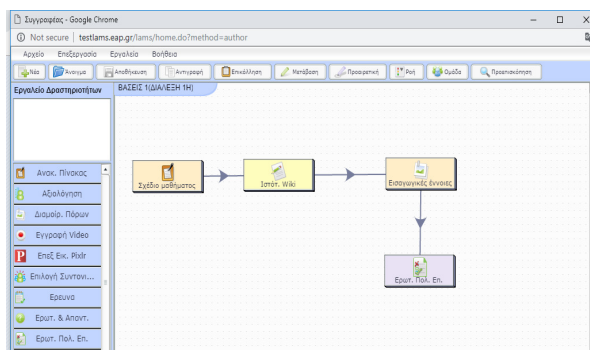 Συγγραφέας - Google Chrome
Not secure | testlams.eap.gr/lams/home.do?method=author
Αρχείο Επεξεργασία Εργαλεία Βοήθεια
Νέο Άνοιγμα Αποθήκευση Αντιγραφή Επικόλληση Μετάβαση Προαιρετική Ροή Ομάδα Προεπισκόπηση
Εργαλείο Δραστηριοτήτων
ΒΑΣΕΙΣ 1(ΔΙΑΛΕΞΗ 1Η)
Ανακ. Πίνακας
Αξιολόγηση
Διαμοίρ. Πόρων
Εγγραφή Video
Επεξ Εικ. Pixlr
Επιλογή Συντονι...
Ερευνα
Ερωτ. & Απαντ.
Ερωτ. Πολ. Επ.
Σχέδιο μαθήματος
Ιστότ. Wiki
Εισαγωγικές έννοιες
Ερωτ. Πολ. Επ.